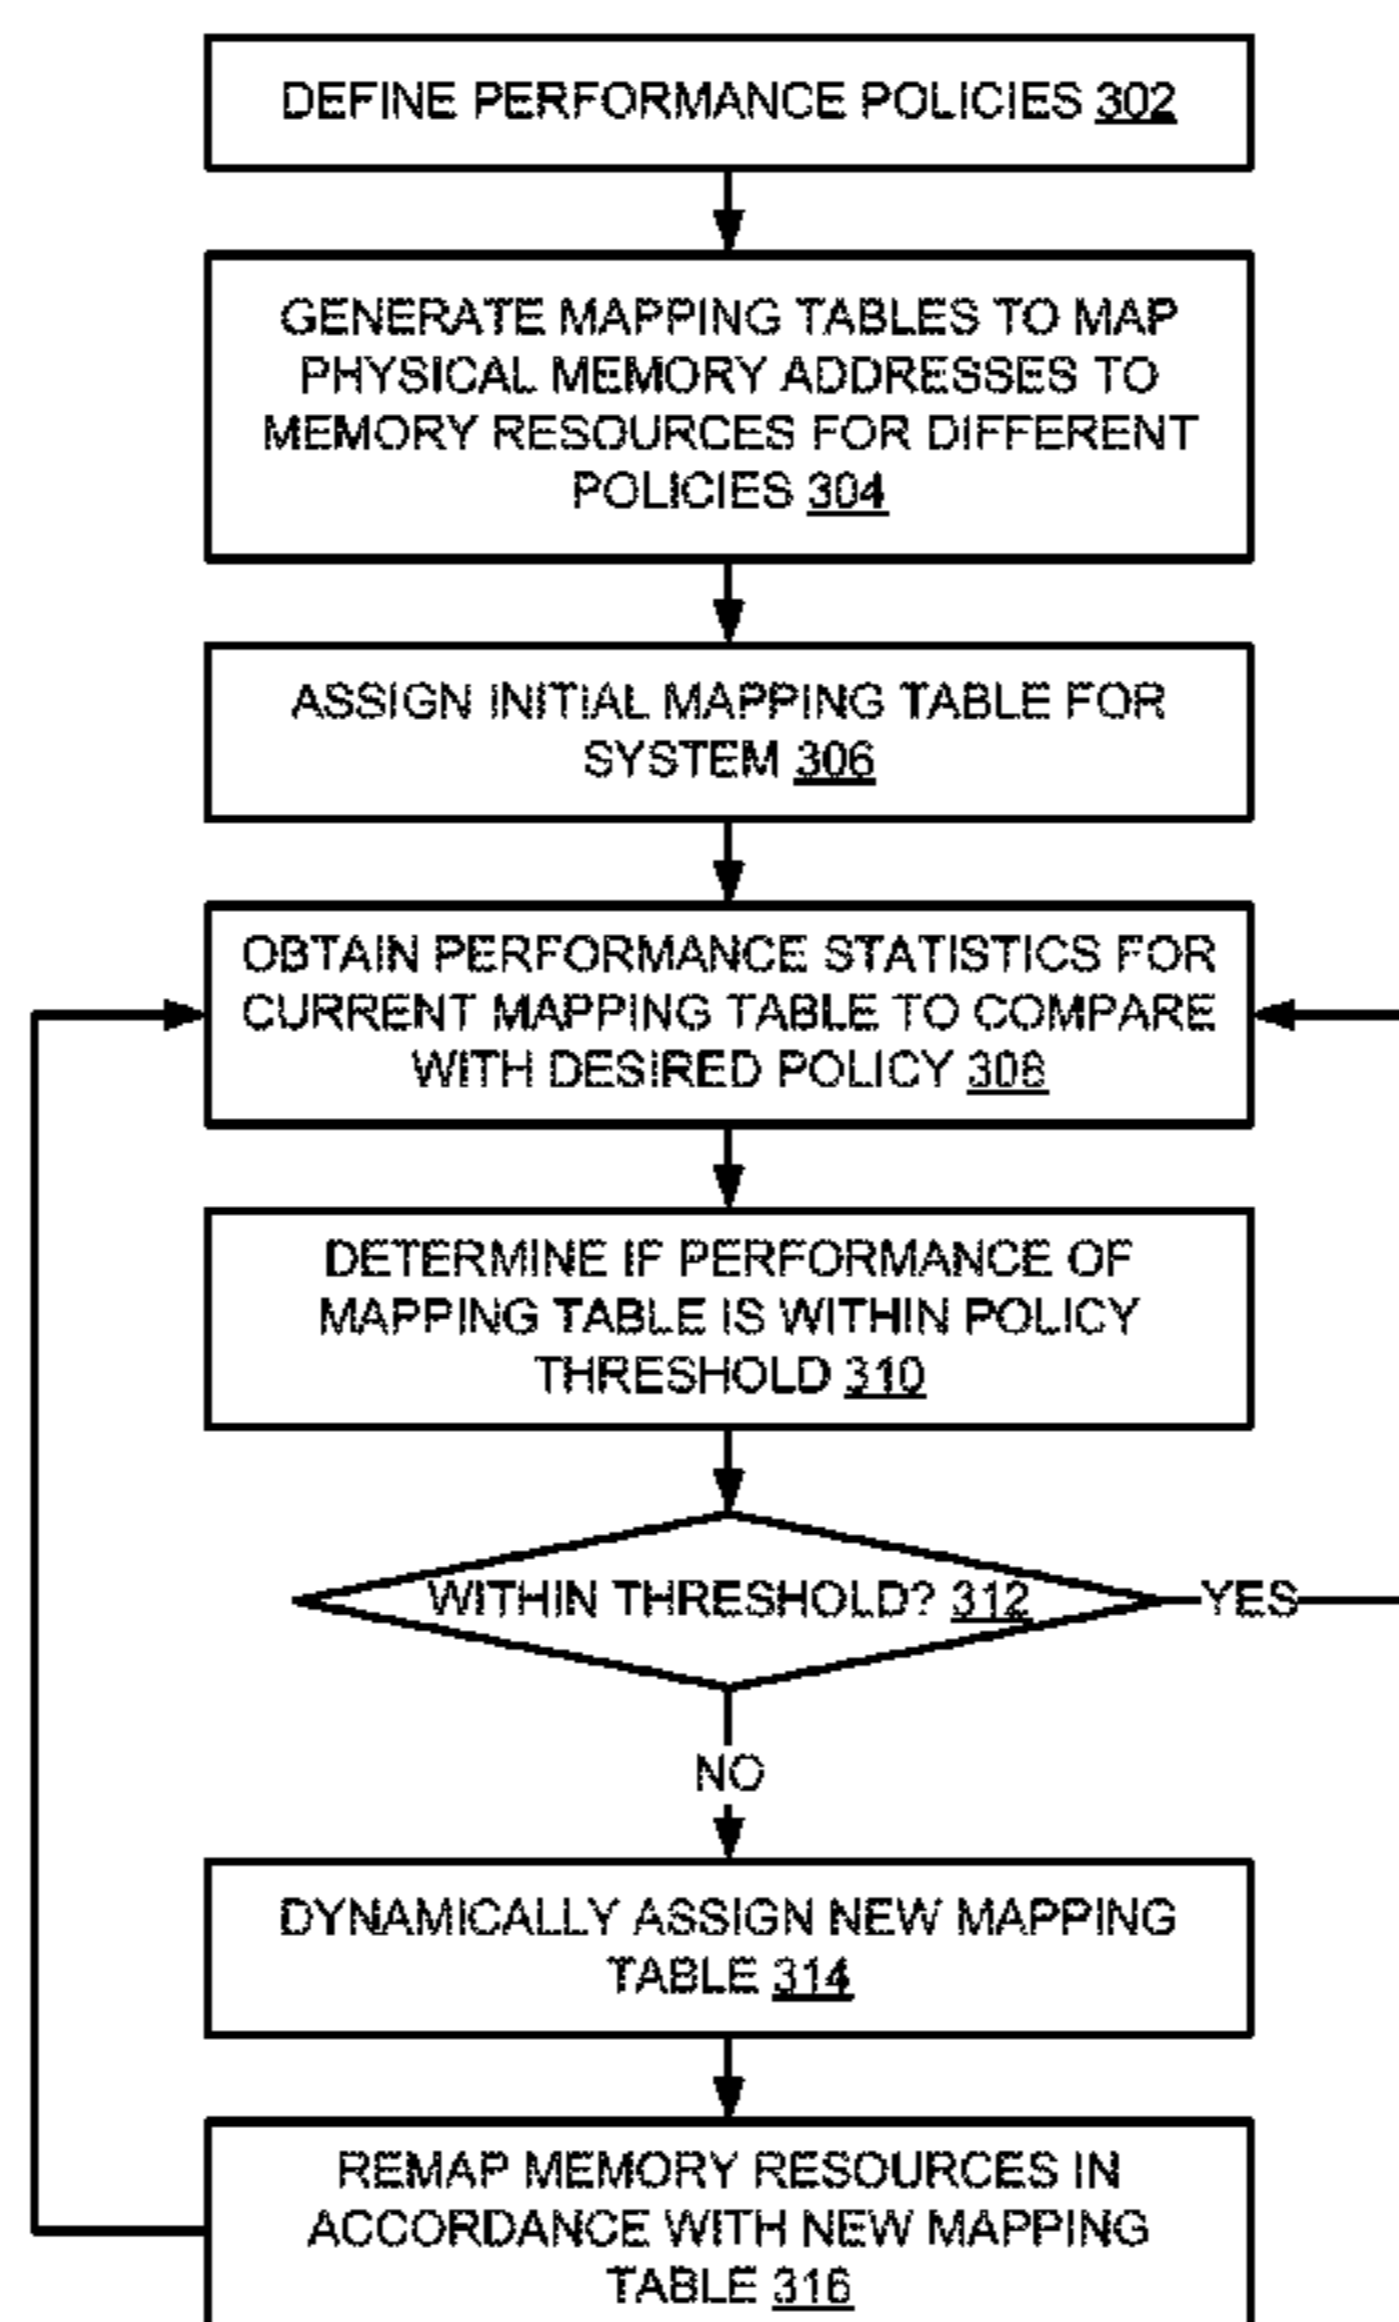 DEFINE PERFORMANCE POLICIES 302
GENERATE MAPPING TABLES TO MAP
PHYSICAL MEMORY ADDRESSES TO
MEMORY RESOURCES FOR DIFFERENT
POLICIES 304
ASSIGN INITIAL MAPPING TABLE FOR
SYSTEM 306
OBTAIN PERFORMANCE STATISTICS FOR
CURRENT MAPPING TABLE TO COMPARE
WITH DESIRED POLICY 308
DETERMINE IF PERFORMANCE OF
MAPPING TABLE IS WITHIN POLICY
THRESHOLD 310
WITHIN THRESHOLD? 312
YES
NO
DYNAMICALLY ASSIGN NEW MAPPING
TABLE 314
REMAP MEMORY RESOURCES IN
ACCORDANCE WITH NEW MAPPING
TABLE 316